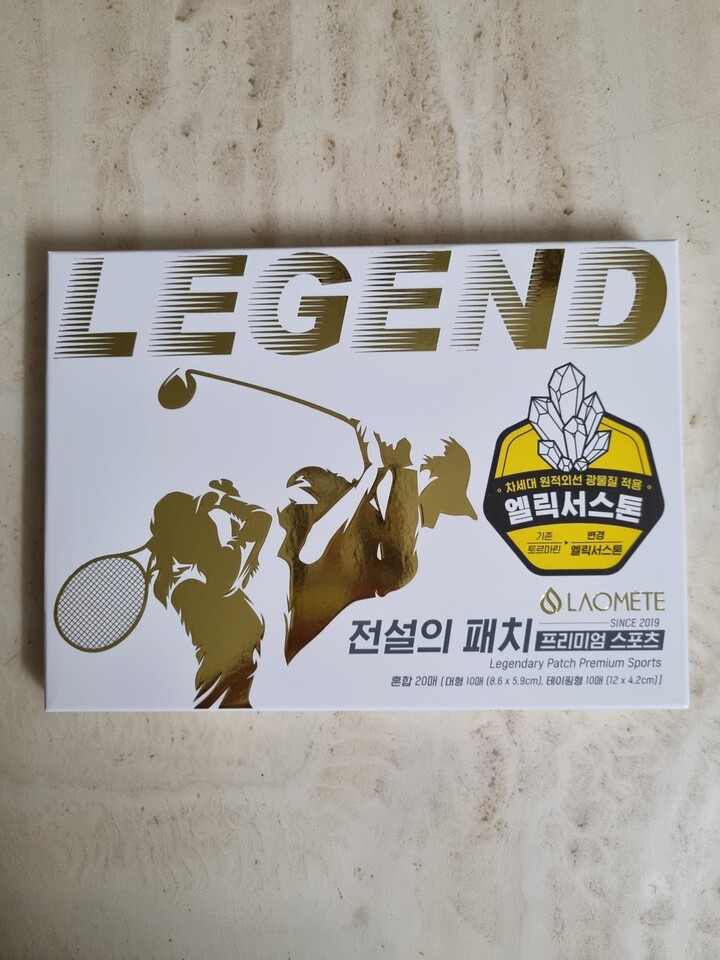 LEGEND
차세대 원적외선 광물질 적용
엘릭서스톤
기존 변경
토르마린 ▶ 엘릭서스톤
LAOMÉTE
SINCE 2019
전설의 패치 프리미엄 스포츠
Legendary Patch Premium Sports
혼합 20매 [ 대형 10매 (8.6 x 5.9cm), 테이핑형 10매 (12 x 4.2cm) ]